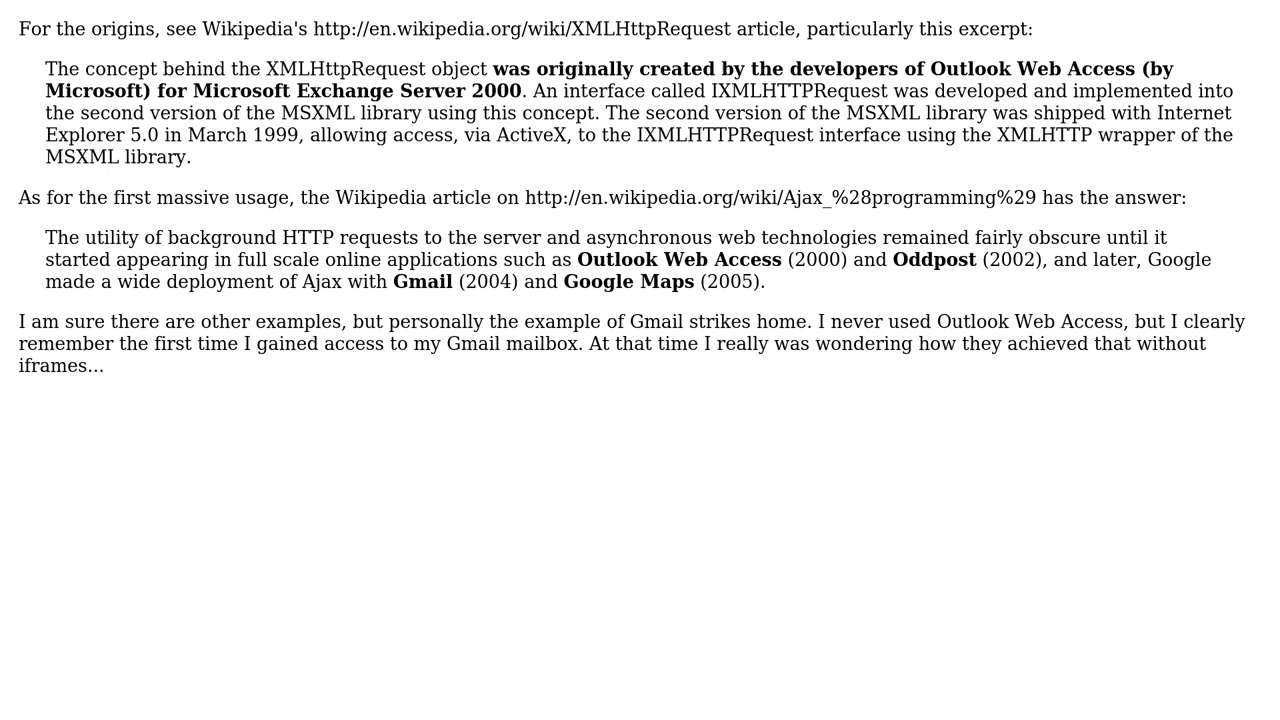 For the origins, see Wikipedia's http://en.wikipedia.org/wiki/XMLHttpRequest article, particularly this excerpt:
The concept behind the XMLHttpRequest object was originally created by the developers of Outlook Web Access (by
Microsoft) for Microsoft Exchange Server 2000. An interface called IXMLHTTPRequest was developed and implemented into
the second version of the MSXML library using this concept. The second version of the MSXML library was shipped with Internet
Explorer 5.0 in March 1999, allowing access, via ActiveX, to the IXMLHTTPRequest interface using the XMLHTTP wrapper of the
MSXML library.
As for the first massive usage, the Wikipedia article on http://en.wikipedia.org/wiki/Ajax_%28programming%29 has the answer:
The utility of background HTTP requests to the server and asynchronous web technologies remained fairly obscure until it
started appearing in full scale online applications such as Outlook Web Access (2000) and Oddpost (2002), and later, Google
made a wide deployment of Ajax with Gmail (2004) and Google Maps (2005).
I am sure there are other examples, but personally the example of Gmail strikes home. I never used Outlook Web Access, but I clearly
remember the first time I gained access to my Gmail mailbox. At that time I really was wondering how they achieved that without
iframes...